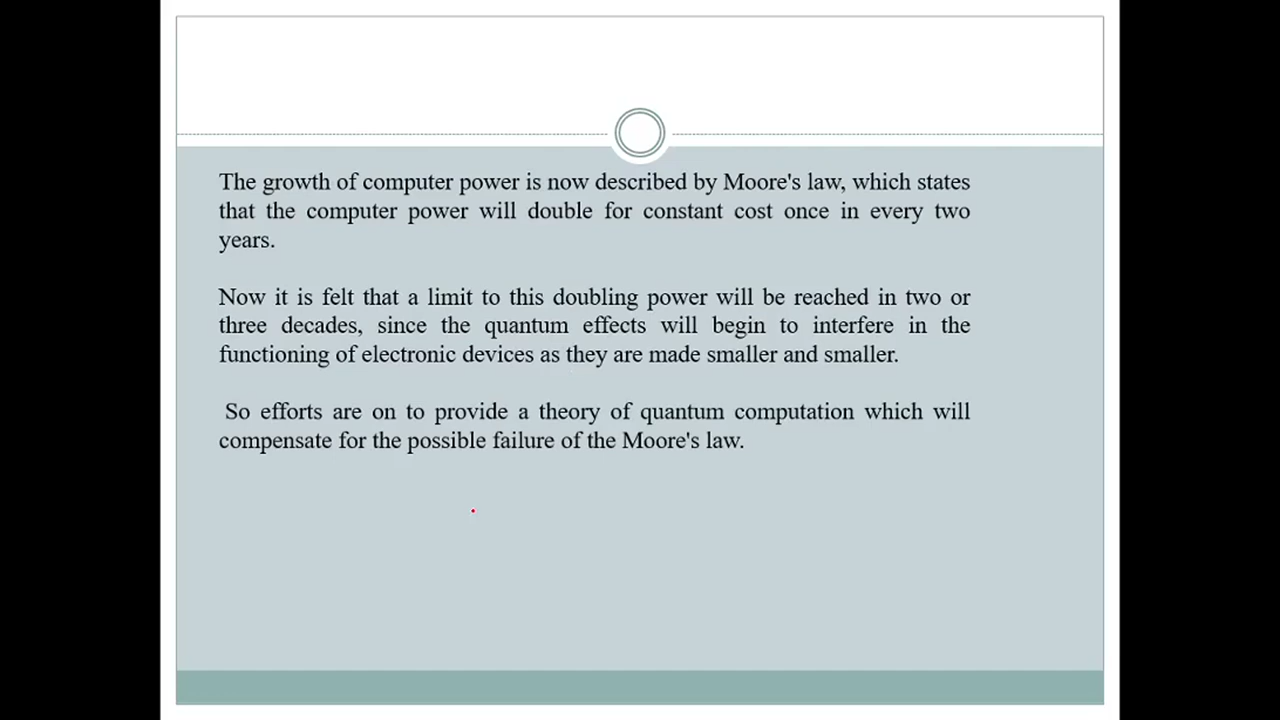 The growth of computer power is now described by Moore's law, which states
that the computer power will double for constant cost once in every two
years.
Now it is felt that a limit to this doubling power will be reached in two or
three decades, since the quantum effects will begin to interfere in the
functioning of electronic devices as they are made smaller and smaller.
So efforts are on to provide a theory of quantum computation which will
compensate for the possible failure of the Moore's law.